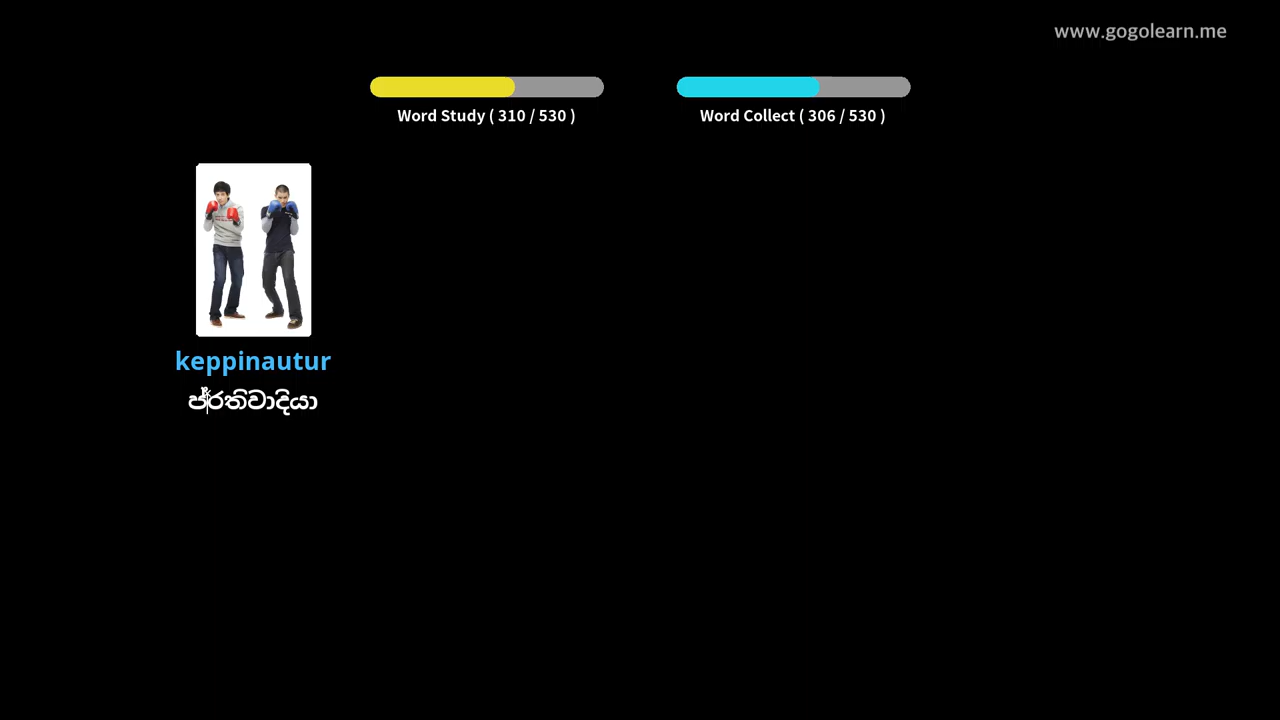 www.gogolearn.me
Word Study ( 310 / 530 )
Word Collect ( 306 / 530 )
keppinautur
ප්‍රතිවාදියා